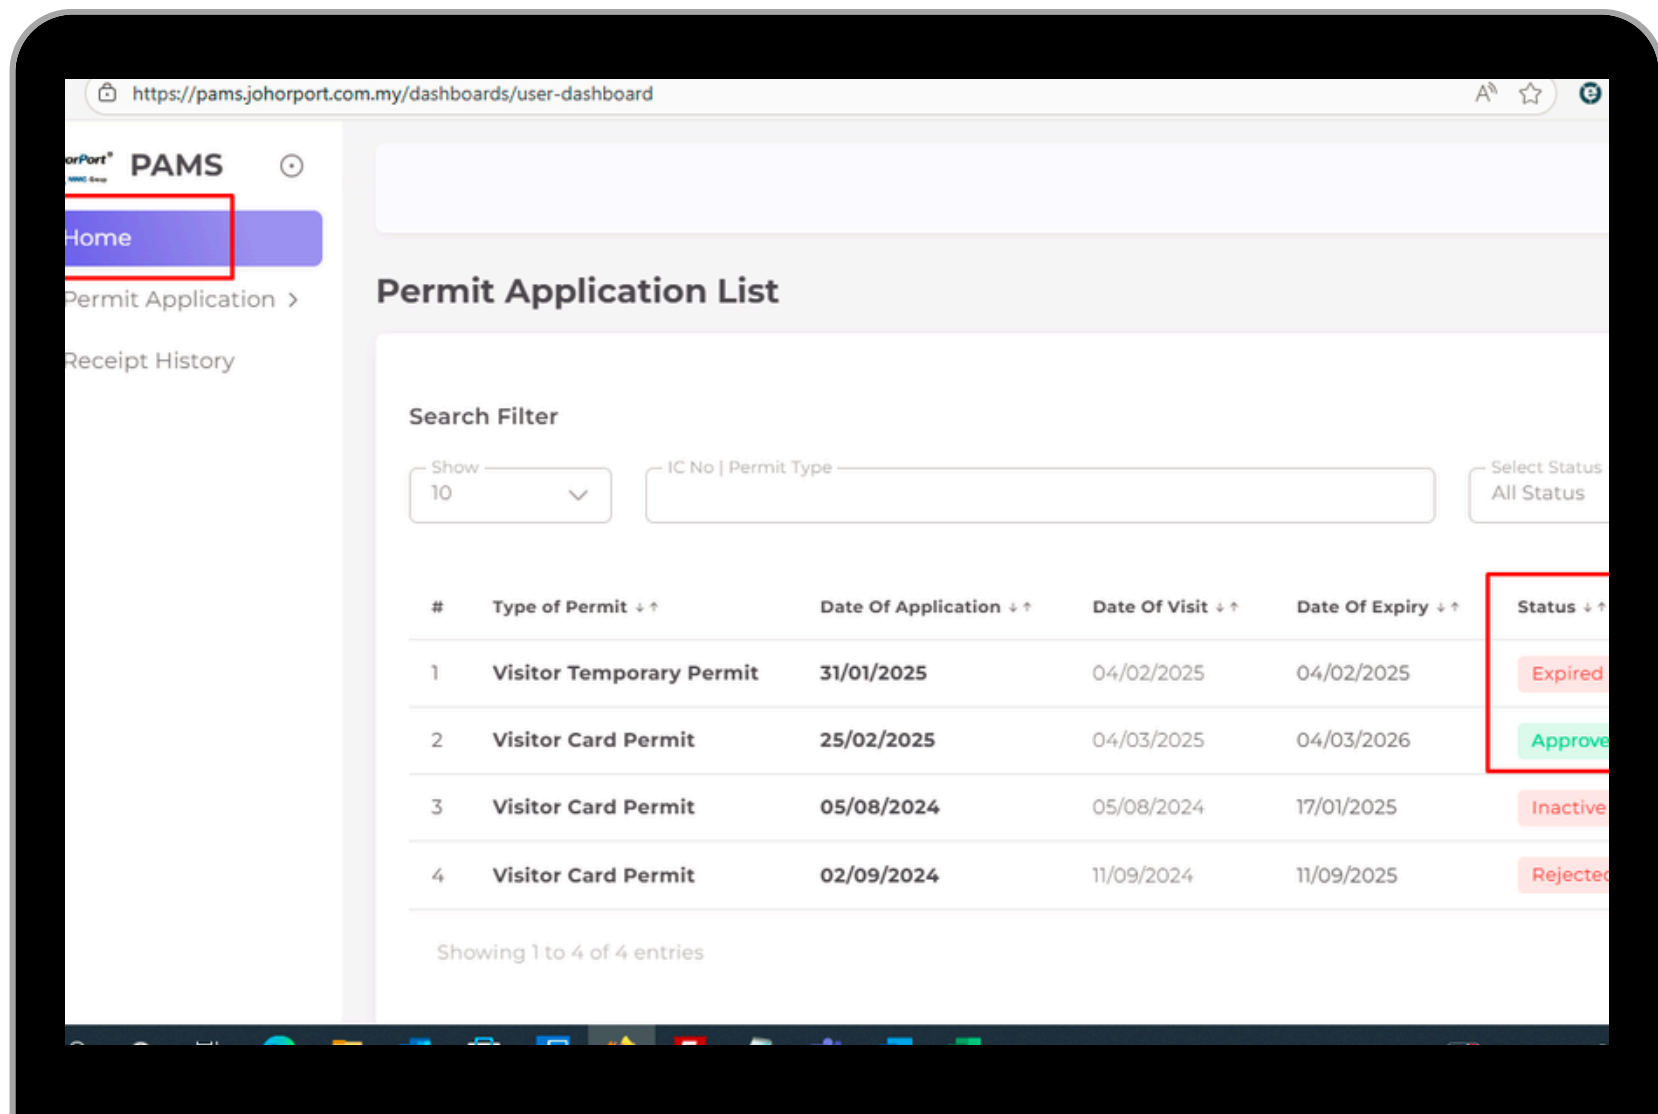 https://pams.johorport.com.my/dashboards/user-dashboard
orPort® PAMS
Home
Permit Application >
Receipt History
Permit Application List
Search Filter
Show
10
IC No | Permit Type
Select Status
All Status
# Type of Permit ↓↑ Date Of Application ↓↑ Date Of Visit ↓↑ Date Of Expiry ↓↑ Status ↓↑
1 Visitor Temporary Permit 31/01/2025 04/02/2025 04/02/2025 Expired
2 Visitor Card Permit 25/02/2025 04/03/2025 04/03/2026 Approve
3 Visitor Card Permit 05/08/2024 05/08/2024 17/01/2025 Inactive
4 Visitor Card Permit 02/09/2024 11/09/2024 11/09/2025 Rejected
Showing 1 to 4 of 4 entries